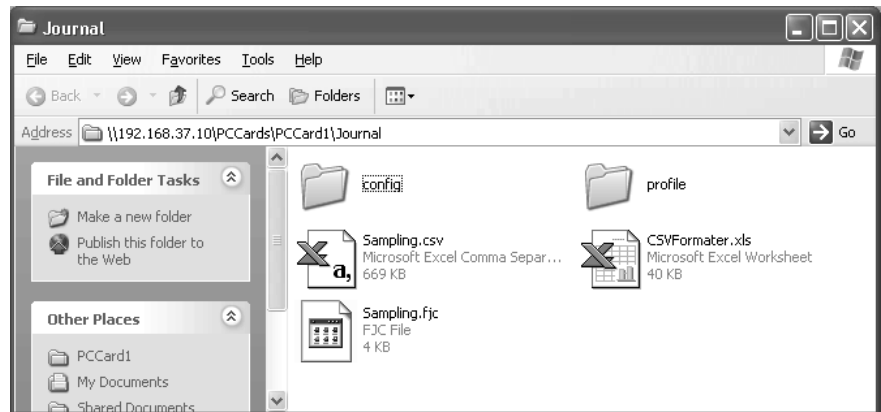 Journal
File Edit View Favorites Tools Help
Back Search Folders
Address \\192.168.37.10\PCCards\PCCard1\Journal Go
File and Folder Tasks
Make a new folder
Publish this folder to
the Web
Other Places
PCCard1
My Documents
Shared Documents
config
profile
Sampling.csv
Microsoft Excel Comma Separ...
669 KB
a,
CSVFormater.xls
Microsoft Excel Worksheet
40 KB
Sampling.fjc
FJC File
4 KB